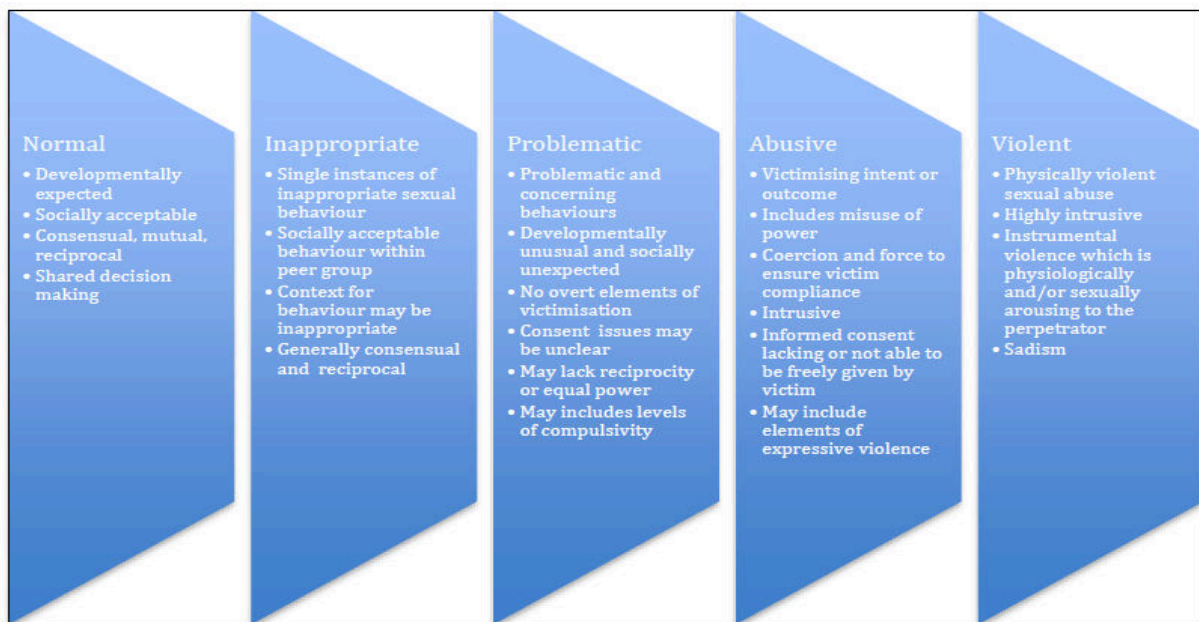 Normal
• Developmentally
expected
• Socially acceptable
• Consensual, mutual,
reciprocal
• Shared decision
making
Inappropriate
• Single instances of
inappropriate sexual
behaviour
• Socially acceptable
behaviour within
peer group
• Context for
behaviour may be
inappropriate
• Generally consensual
and reciprocal
Problematic
• Problematic and
concerning
behaviours
• Developmentally
unusual and socially
unexpected
• No overt elements of
victimisation
• Consent issues may
be unclear
• May lack reciprocity
or equal power
• May includes levels
of compulsivity
Abusive
• Victimising intent or
outcome
• Includes misuse of
power
• Coercion and force to
ensure victim
compliance
• Intrusive
• Informed consent
lacking or not able to
be freely given by
victim
• May include
elements of
expressive violence
Violent
• Physically violent
sexual abuse
• Highly intrusive
• Instrumental
violence which is
physiologically
and/or sexually
arousing to the
perpetrator
• Sadism